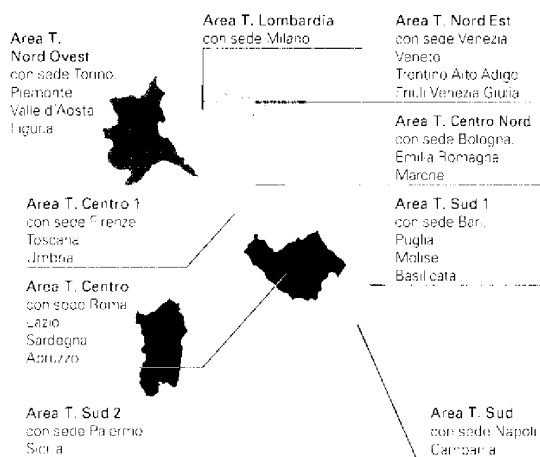 Area T.
Nord Ovest
con sede Torino.
Piemonte
Valle d'Aosta
Liguria
Area T. Lombardia
con sede Milano
Area T. Nord Est
con sede Venezia
Veneto
Trentino Alto Adige
Friuli Venezia Giulia
Area T. Centro Nord
con sede Bologna.
Emilia Romagna
Marche
Area T. Centro 1
con sede Firenze
Toscana
Umbria
Area T. Sud 1
con sede Bari.
Puglia
Molise
Basilicata
Area T. Centro
con sede Roma
Lazio
Sardegna
Abruzzo
Area T. Sud 2
con sede Palermo
Sicilia
Area T. Sud
con sede Napoli
Campania